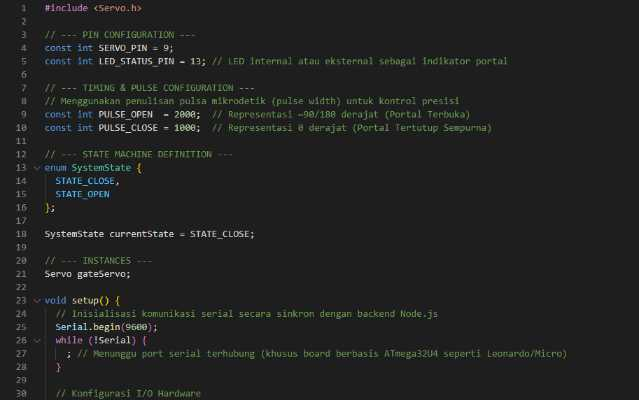 1 #include <Servo.h>
2
3 // --- PIN CONFIGURATION ---
4 const int SERVO_PIN = 9;
5 const int LED_STATUS_PIN = 13; // LED internal atau eksternal sebagai indikator portal
6
7 // --- TIMING & PULSE CONFIGURATION ---
8 // Menggunakan penulisan pulsa mikrodetik (pulse width) untuk kontrol presisi
9 const int PULSE_OPEN  = 2000;  // Representasi ~90/180 derajat (Portal Terbuka)
10 const int PULSE_CLOSE = 1000;  // Representasi 0 derajat (Portal Tertutup Sempurna)
11
12 // --- STATE MACHINE DEFINITION ---
13 enum SystemState {
14   STATE_CLOSE,
15   STATE_OPEN
16 };
17
18 SystemState currentState = STATE_CLOSE;
19
20 // --- INSTANCES ---
21 Servo gateServo;
22
23 void setup() {
24   // Inisialisasi komunikasi serial secara sinkron dengan backend Node.js
25   Serial.begin(9600);
26   while (!Serial) {
27     ; // Menunggu port serial terhubung (khusus board berbasis ATmega32U4 seperti Leonardo/Micro)
28   }
29
30   // Konfigurasi I/O Hardware